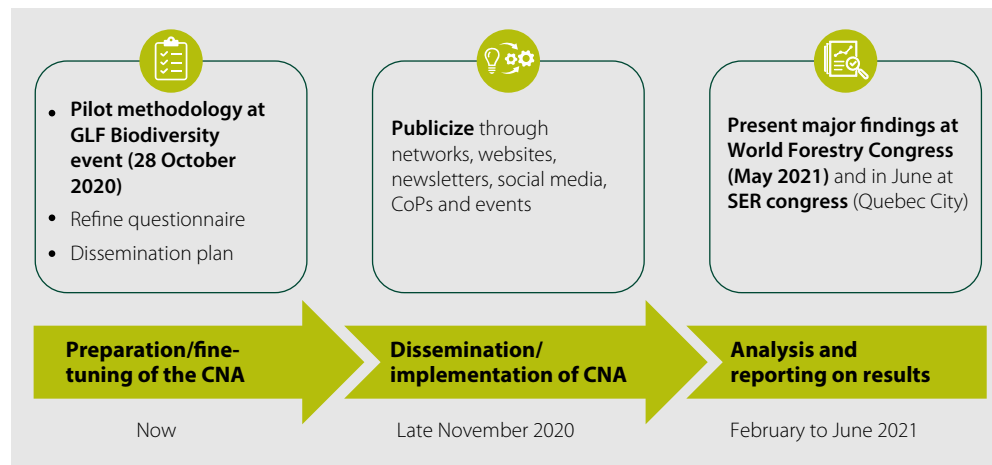 • Pilot methodology at
GLF Biodiversity
event (28 October
2020)
• Refine questionnaire
• Dissemination plan
Publicize through
networks, websites,
newsletters, social media,
CoPs and events
Present major findings at
World Forestry Congress
(May 2021) and in June at
SER congress (Quebec City)
Preparation/fine-
tuning of the CNA
Dissemination/
implementation of CNA
Analysis and
reporting on results
Now
Late November 2020
February to June 2021